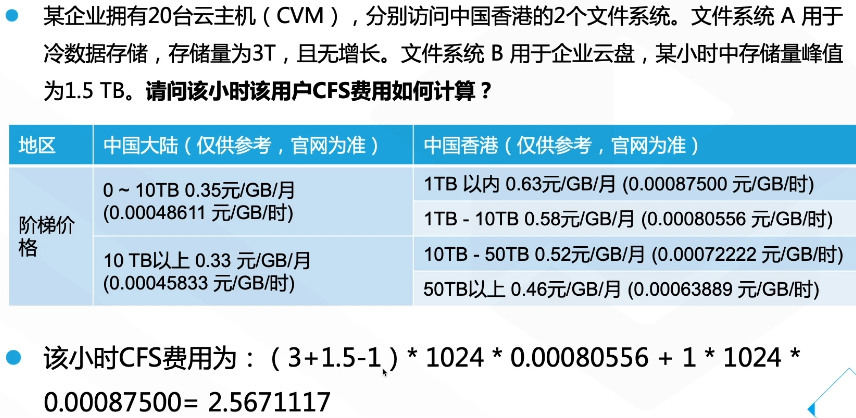 某企业拥有20台云主机（CVM），分别访问中国香港的2个文件系统。文件系统 A 用于
冷数据存储，存储量为3T，且无增长。文件系统 B 用于企业云盘，某小时中存储量峰值
为1.5 TB。请问该小时该用户CFS费用如何计算？
地区
中国大陆（仅供参考，官网为准）
中国香港（仅供参考，官网为准）
阶梯价
格
0 ~ 10TB 0.35元/GB/月
(0.00048611 元/GB/时)
10 TB以上 0.33 元/GB/月
(0.00045833 元/GB/时)
1TB 以内 0.63元/GB/月 (0.00087500 元/GB/时)
1TB - 10TB 0.58元/GB/月 (0.00080556 元/GB/时)
10TB - 50TB 0.52元/GB/月 (0.00072222 元/GB/时)
50TB以上 0.46元/GB/月 (0.00063889 元/GB/时)
该小时CFS费用为：（3+1.5-1）* 1024 * 0.00080556 + 1 * 1024 *
0.00087500= 2.5671117